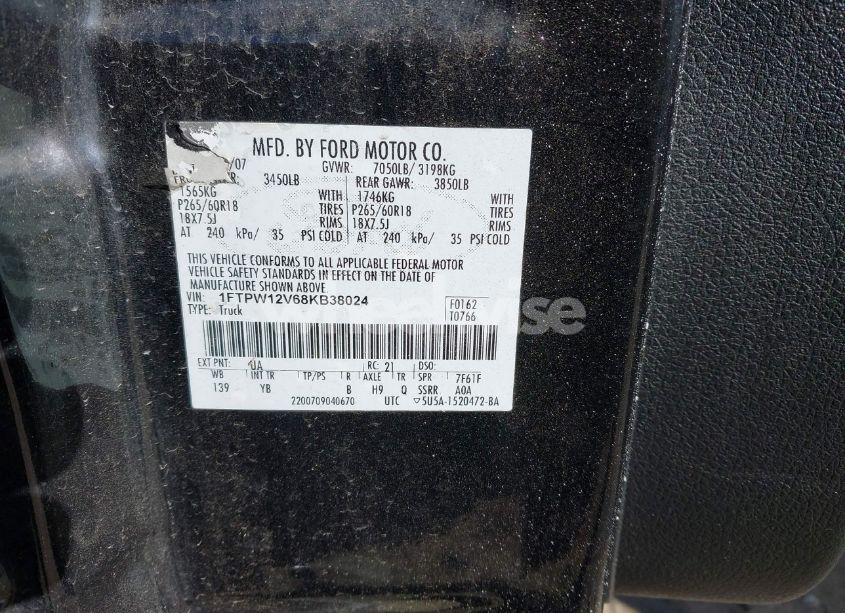 MFD. BY FORD MOTOR CO.
/07 GVWR: 7050LB/ 3198KG
3450LB REAR GAWR: 3850LB
1565KG WITH 1746KG WITH
P265/60R18 TIRES P265/60R18 TIRES
18X7.5J RIMS 18X7.5J RIMS
AT 240 kPa/ 35 PSI COLD AT 240 kPa/ 35 PSI COLD
THIS VEHICLE CONFORMS TO ALL APPLICABLE FEDERAL MOTOR
VEHICLE SAFETY STANDARDS IN EFFECT ON THE DATE OF
MANUFACTURE SHOWN ABOVE.
VIN: 1FTPW12V68KB38024 F0162
TYPE: Truck T0766
EXT PNT: UA RC: 21 DSO:
WB INT TR TP/PS R AXLE TR SPR 7F61F
139 YB B H9 Q SSRR AOA
2200709040670 UTC ▽5U5A-1520472-BA